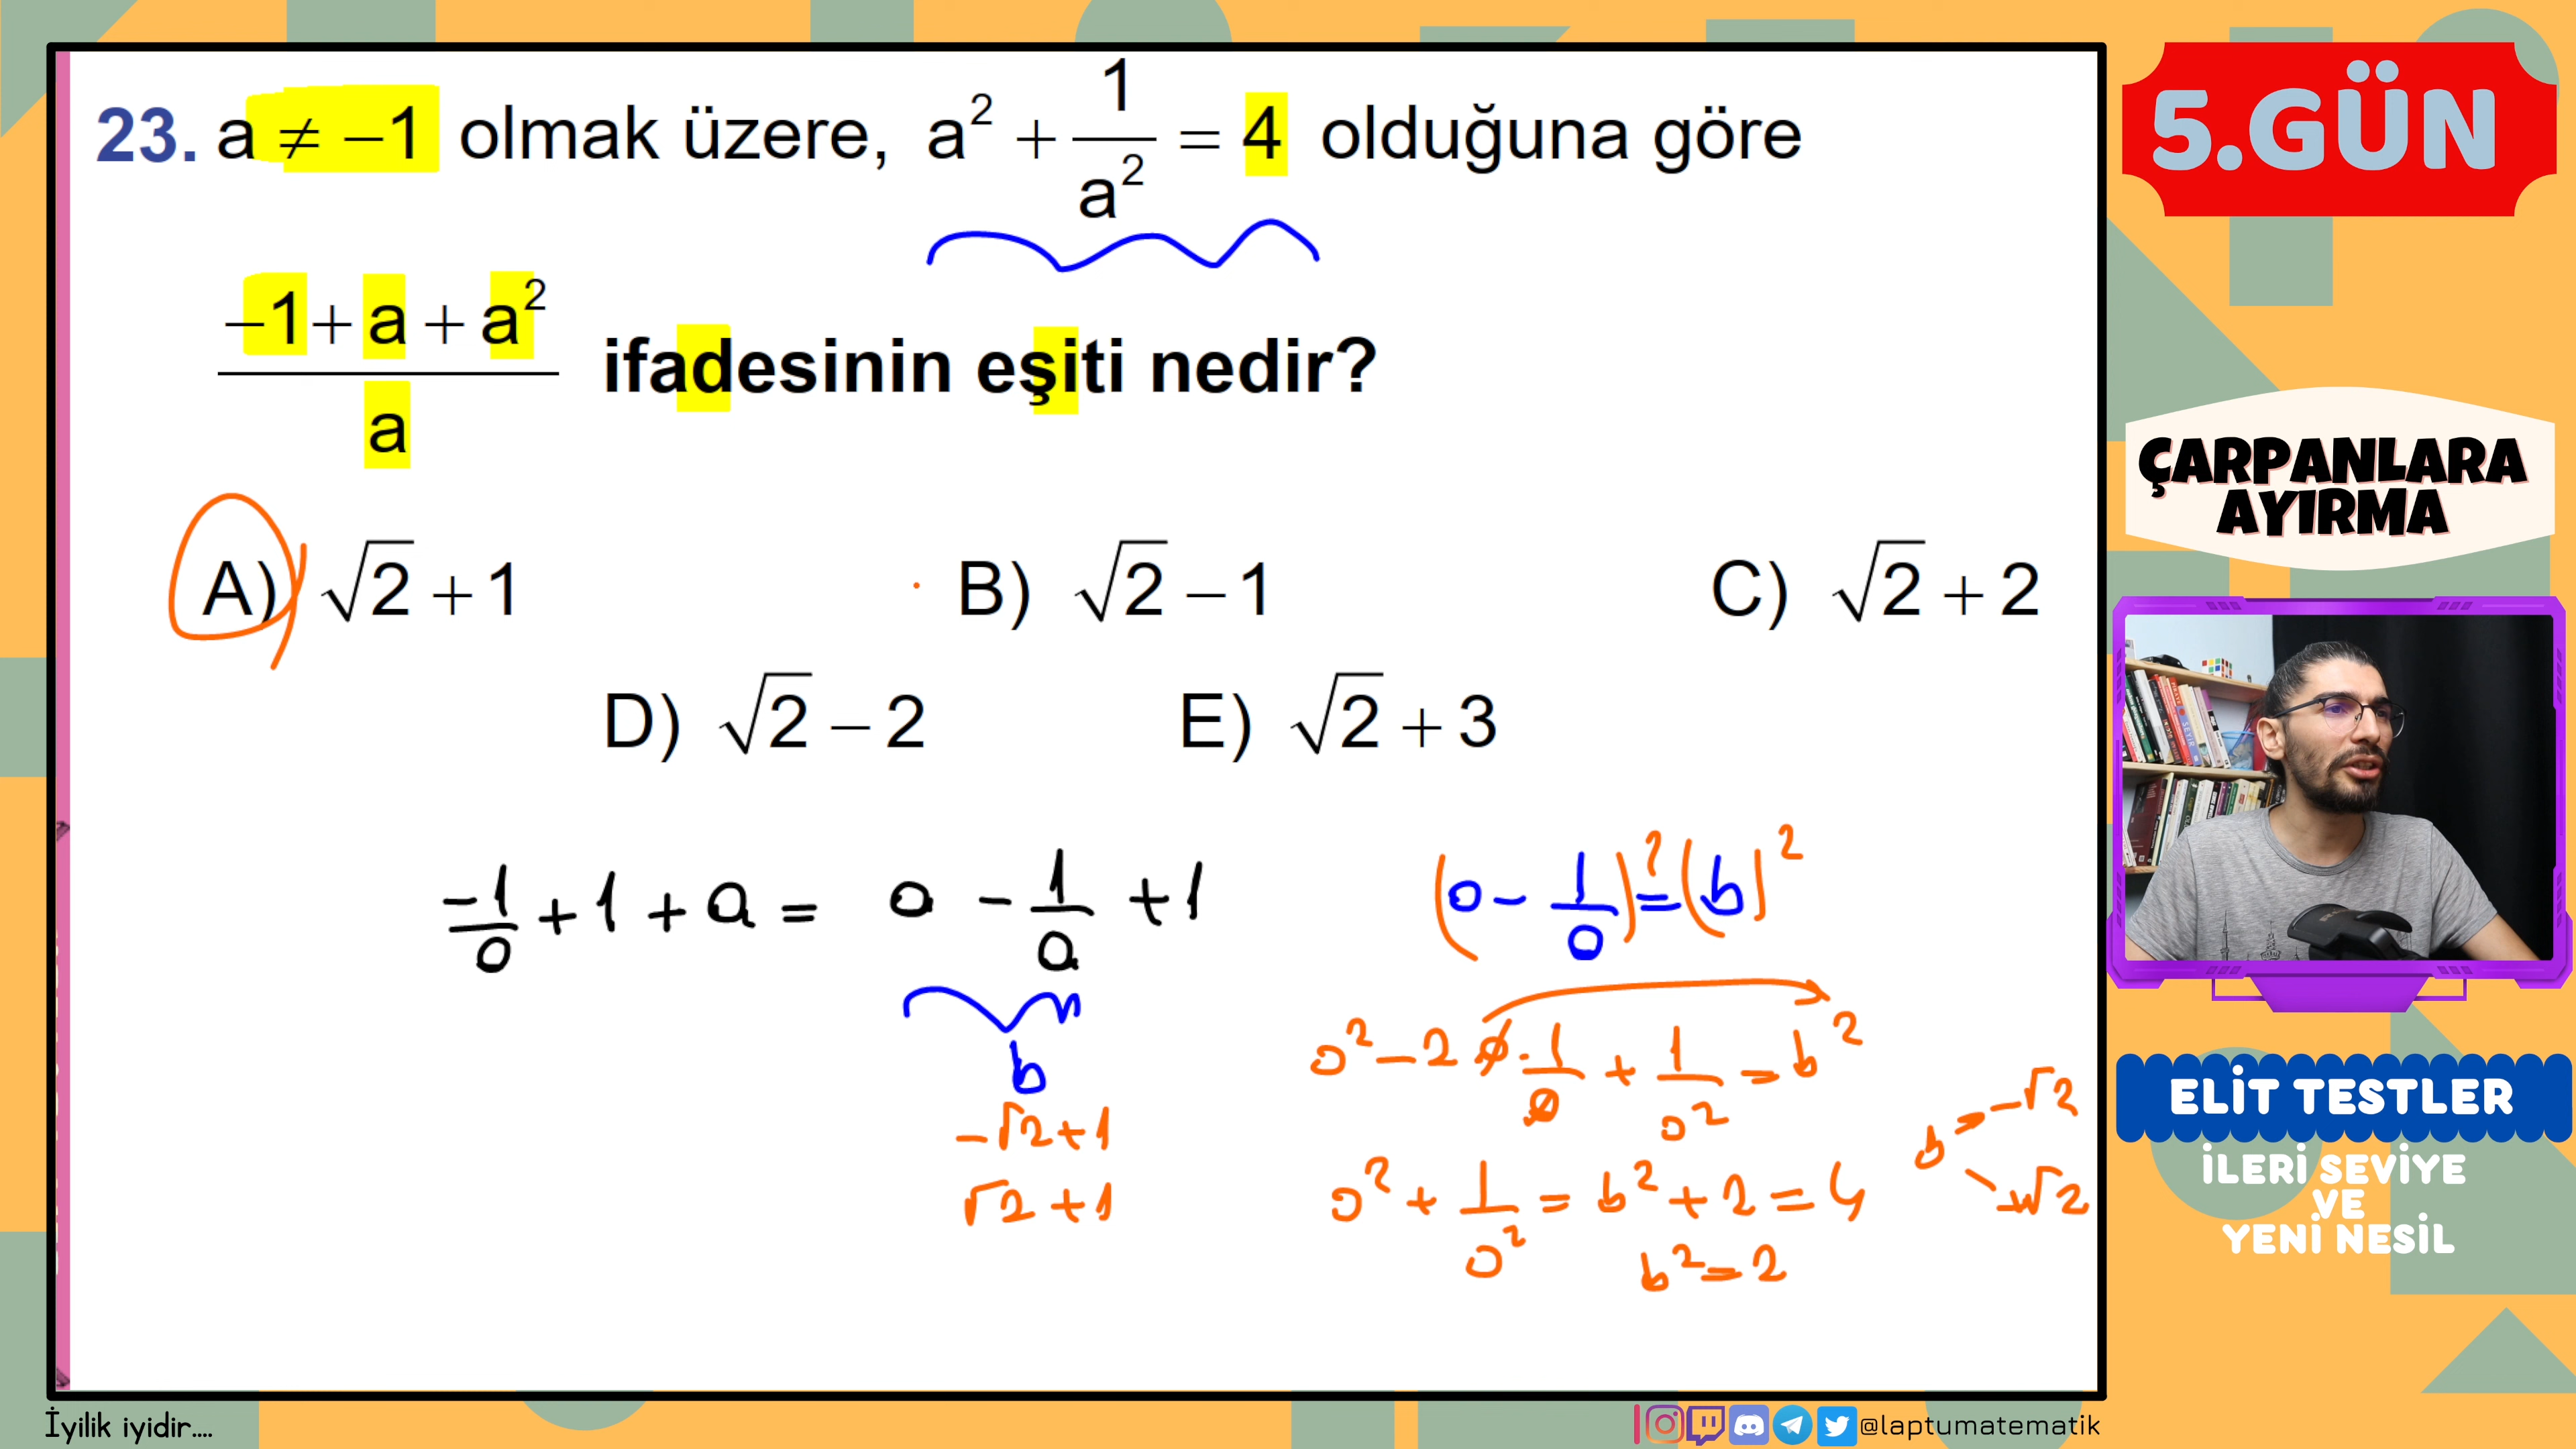 23. a ≠ −1 olmak üzere, a² + 1/a² = 4 olduğuna göre
(−1 + a + a²)/a ifadesinin eşiti nedir?
A) √2 + 1 B) √2 − 1 C) √2 + 2
D) √2 − 2 E) √2 + 3
−1/a + 1 + a = a − 1/a + 1
b
−√2 + 1
√2 + 1
(a − 1/a)² = (b)²
a² − 2 a · 1/a + 1/a² = b²
a² + 1/a² = b² + 2 = 4
b² = 2
b = −√2
+√2
5.GÜN
ÇARPANLARA
AYIRMA
ELİT TESTLER
İLERİ SEVİYE
VE
YENİ NESİL
İyilik iyidir....
@laptumatematik